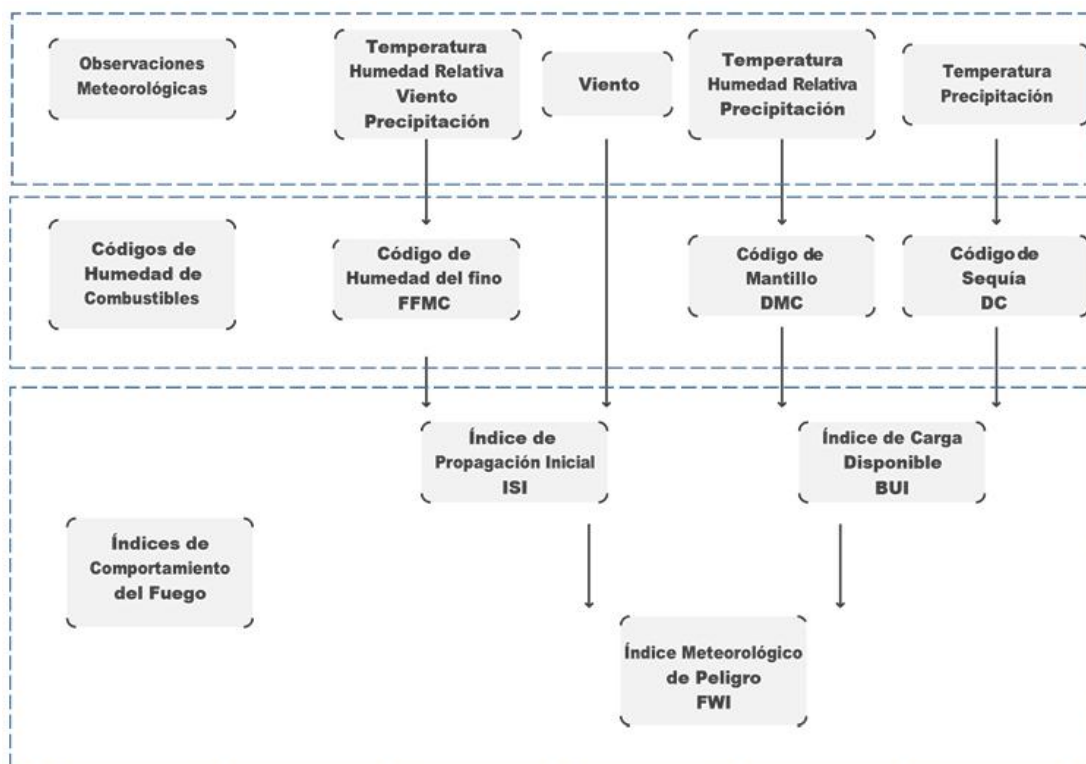 Observaciones
Meteorológicas
Temperatura
Humedad Relativa
Viento
Precipitación
Viento
Temperatura
Humedad Relativa
Precipitación
Temperatura
Precipitación
Códigos de
Humedad de
Combustibles
Código de
Humedad del fino
FFMC
Código de
Mantillo
DMC
Código de
Sequía
DC
Índice de
Propagación Inicial
ISI
Índice de Carga
Disponible
BUI
Índices de
Comportamiento
del Fuego
Índice Meteorológico
de Peligro
FWI